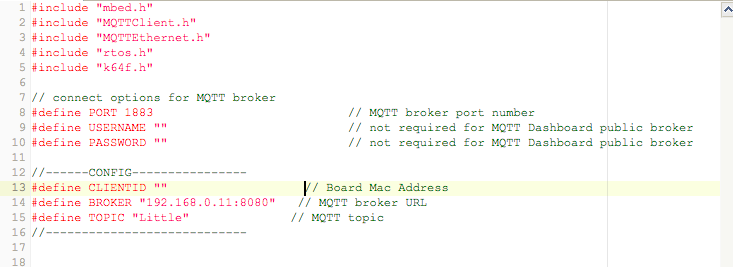 1 #include "mbed.h"
2 #include "MQTTClient.h"
3 #include "MQTTEthernet.h"
4 #include "rtos.h"
5 #include "k64f.h"
6
7 // connect options for MQTT broker
8 #define PORT 1883 // MQTT broker port number
9 #define USERNAME "" // not required for MQTT Dashboard public broker
10 #define PASSWORD "" // not required for MQTT Dashboard public broker
11
12 //------CONFIG----------------
13 #define CLIENTID "" // Board Mac Address
14 #define BROKER "192.168.0.11:8080" // MQTT broker URL
15 #define TOPIC "Little" // MQTT topic
16 //----------------------------
17
18